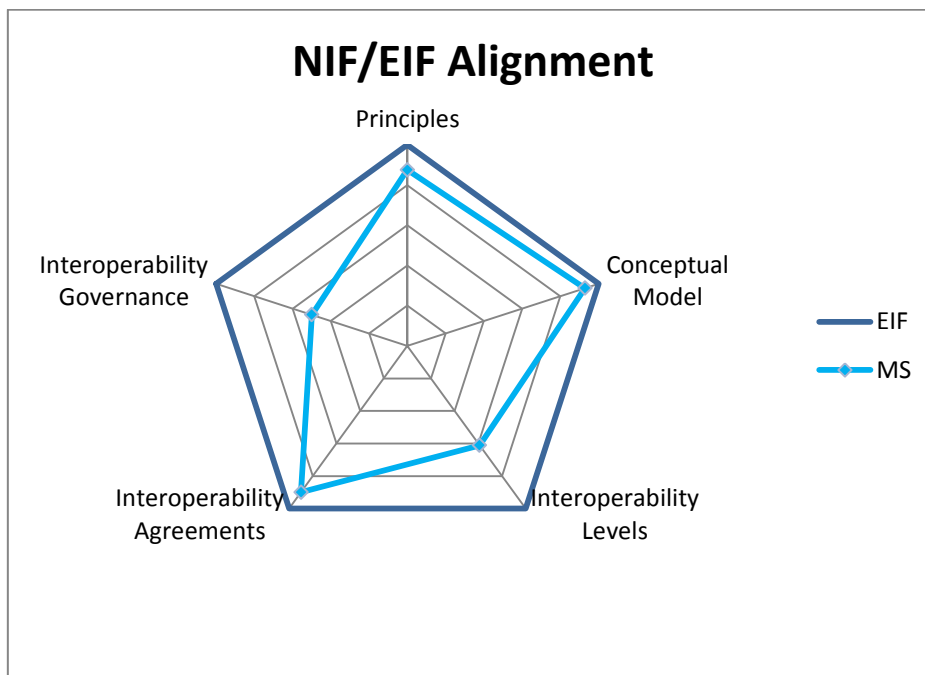 NIF/EIF Alignment
Principles
Conceptual
Model
Interoperability
Levels
Interoperability
Agreements
Interoperability
Governance
EIF
MS